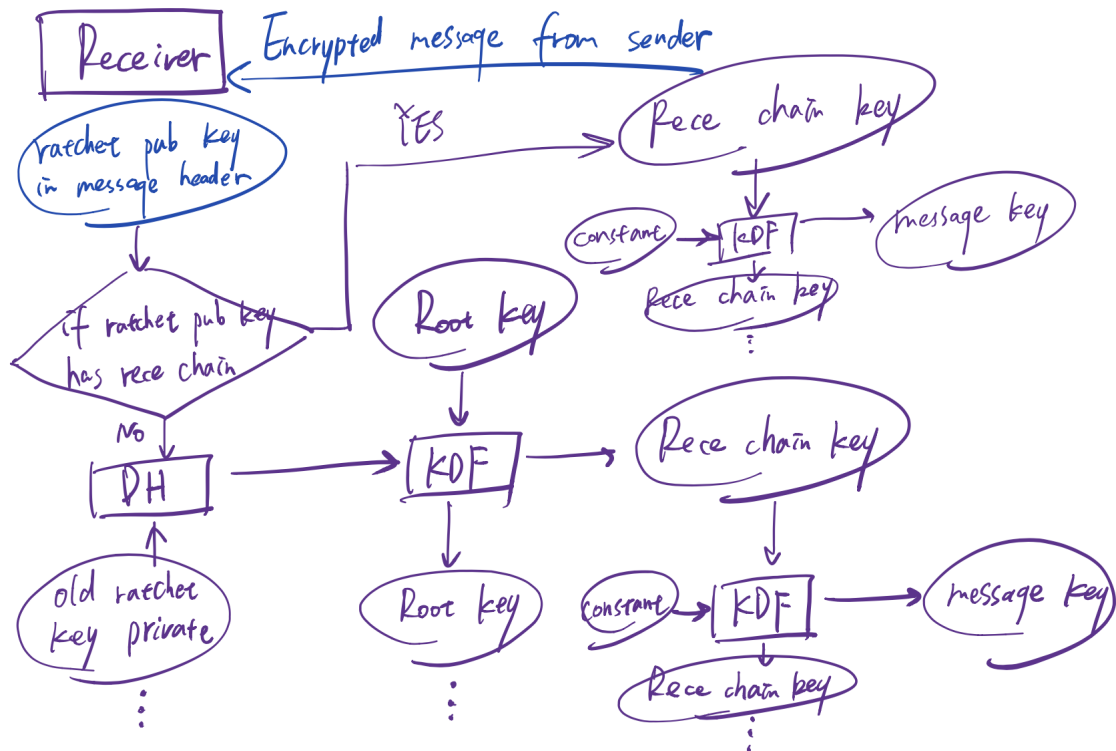 Receiver
Encrypted message from sender
ratchet pub key
in message header
YES
Rece chain key
constant
KDF
message key
Rece chain key
if ratchet pub key
has rece chain
Root key
No
DH
KDF
Rece chain key
old ratchet
key private
Root key
constant
KDF
message key
Rece chain key